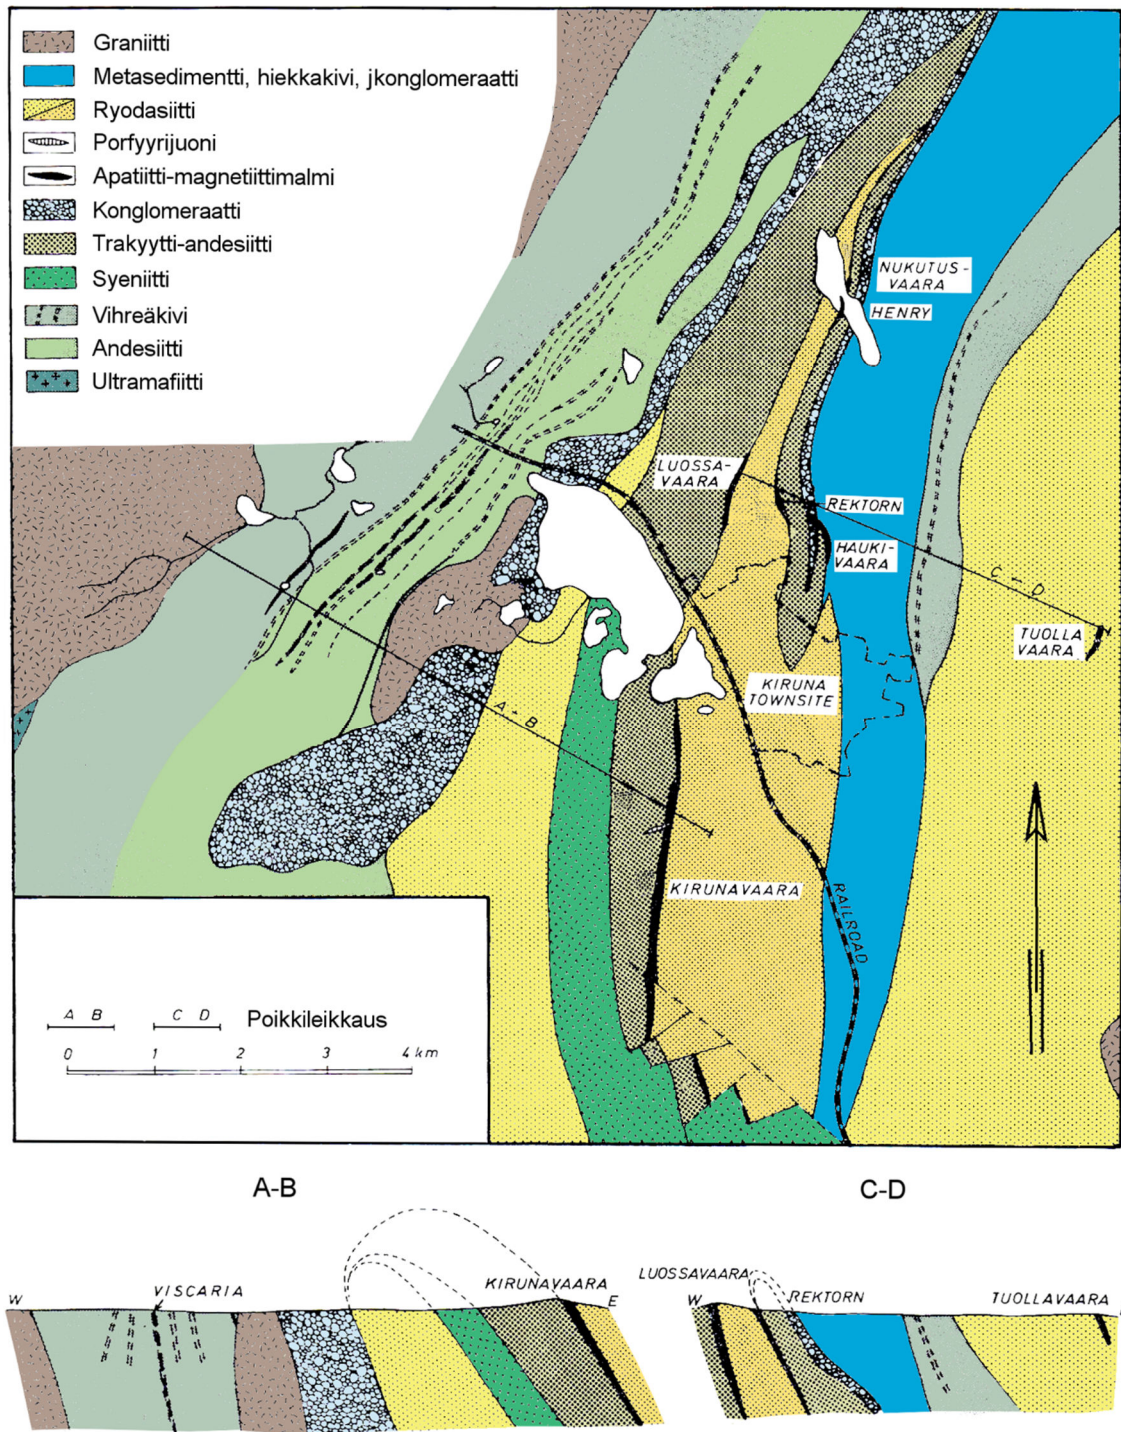 Graniitti
Metasedimentti, hiekkakivi, jkonglomeraatti
Ryodasiitti
Porfyyrijuoni
Apatiitti-magnetiittimalmi
Konglomeraatti
Trakyytti-andesiitti
Syeniitti
Vihreäkivi
Andesiitti
Ultramafiitti
NUKUTUS-
VAARA
HENRY
LUOSSA-
VAARA
REKTORN
HAUKI-
VAARA
C - D
TUOLLA
VAARA
KIRUNA
TOWNSITE
A - B
KIRUNAVAARA
RAILROAD
A B
C D
Poikkileikkaus
0 1 2 3 4 km
A-B
C-D
W
VISCARIA
KIRUNAVAARA
E
LUOSSAVAARA
W
REKTORN
TUOLLAVAARA